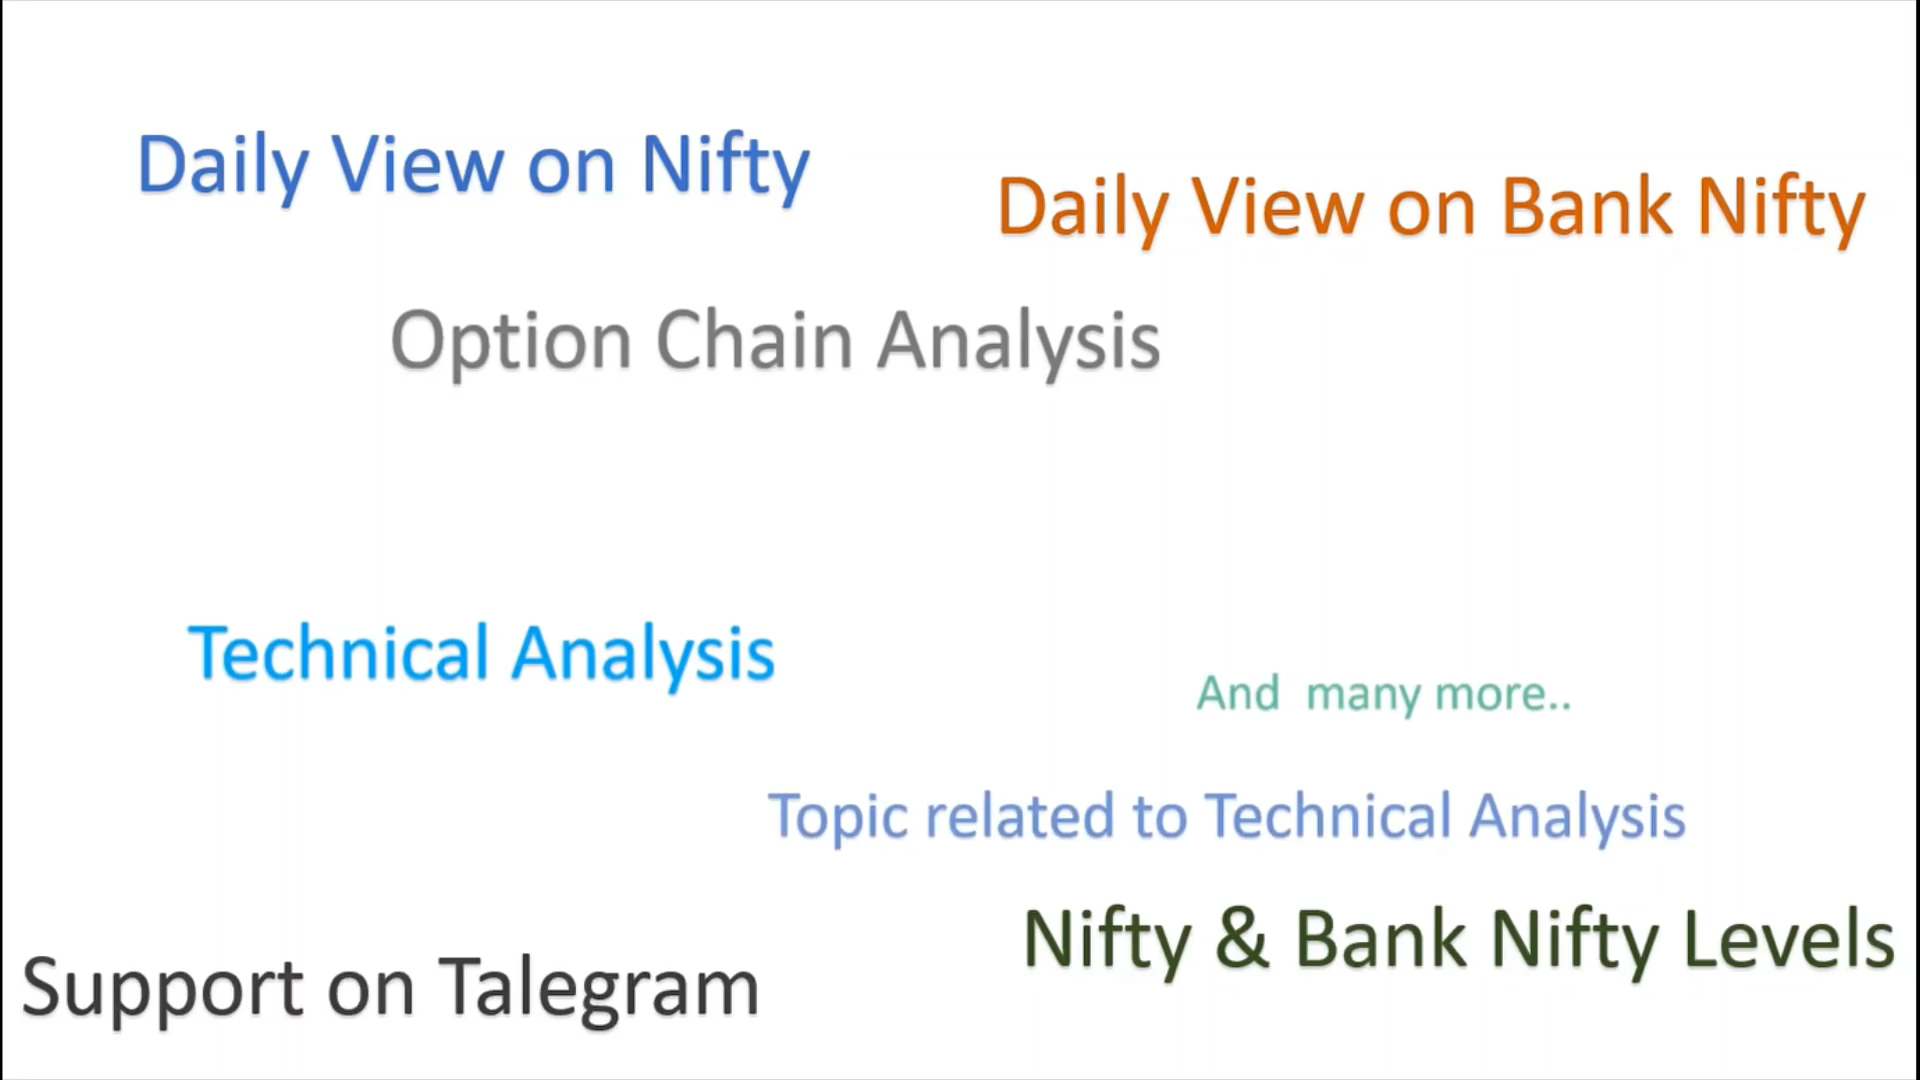 Daily View on Nifty
Daily View on Bank Nifty
Option Chain Analysis
Technical Analysis
And many more..
Topic related to Technical Analysis
Nifty & Bank Nifty Levels
Support on Talegram